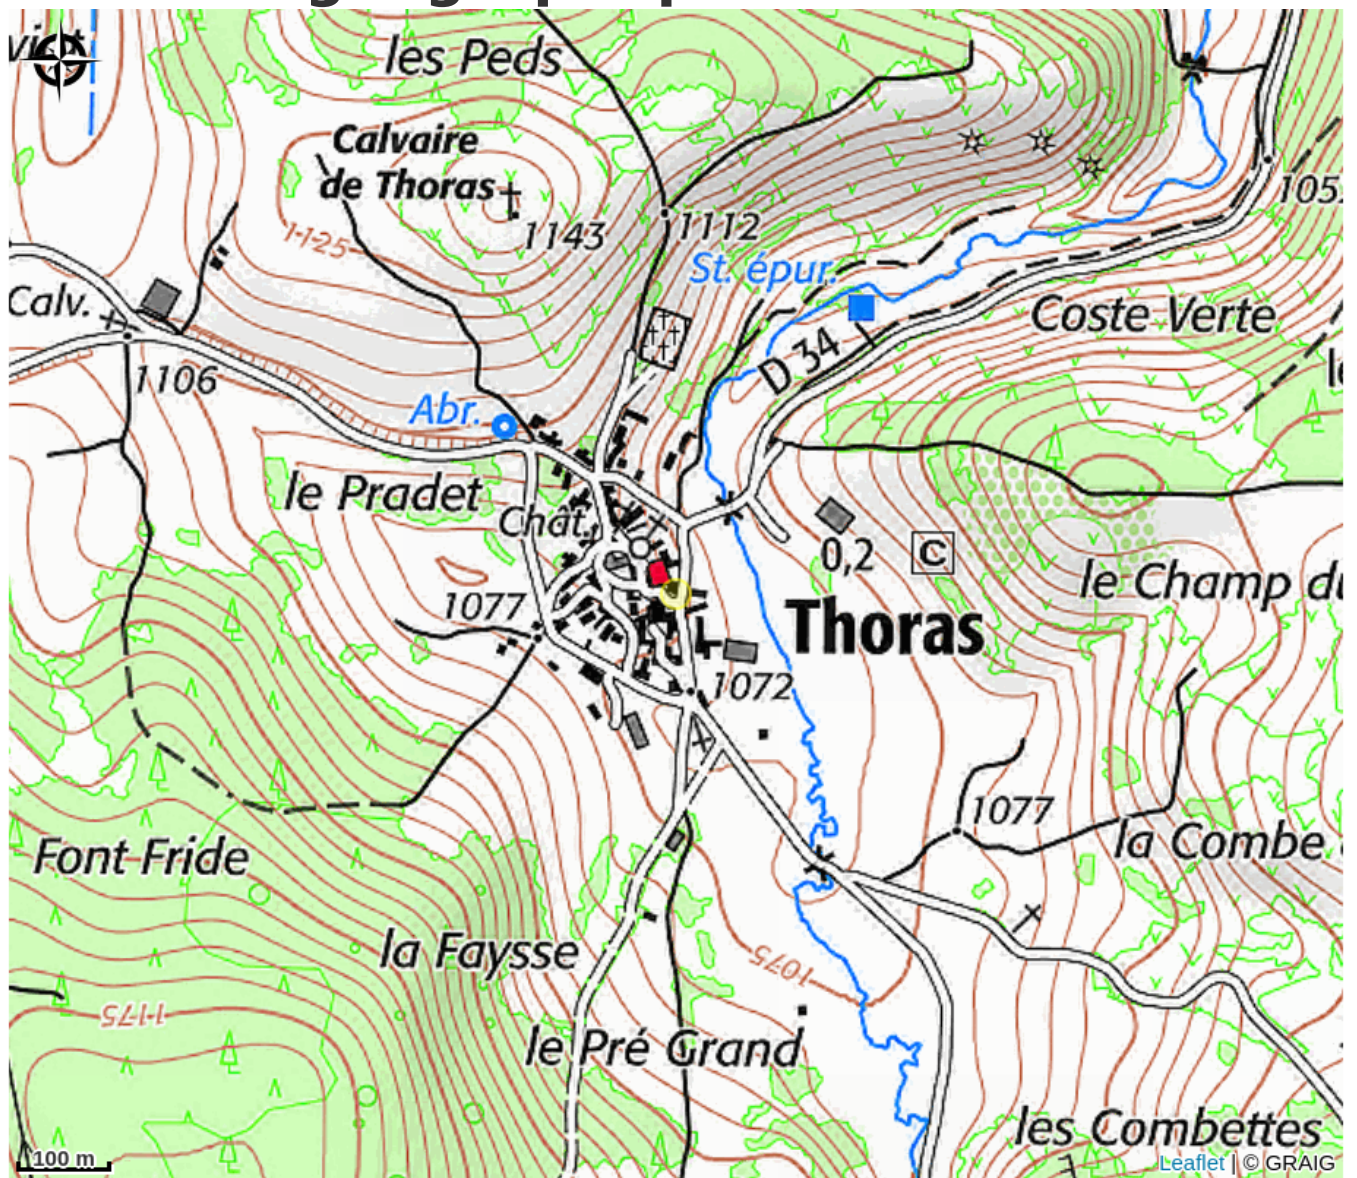 les Peds
Calvaire
de Thoras
1143
1112
1125
105
St. épur.
Calv.
Coste Verte
D 34
1106
Abr.
le Pradet
Chât.
0,2
C
le Champ du
1077
Thoras
1072
1077
la Combe
Font Fride
la Faysse
1075
1175
le Pré Grand
les Combettes
100 m
Leaflet | © GRAIG